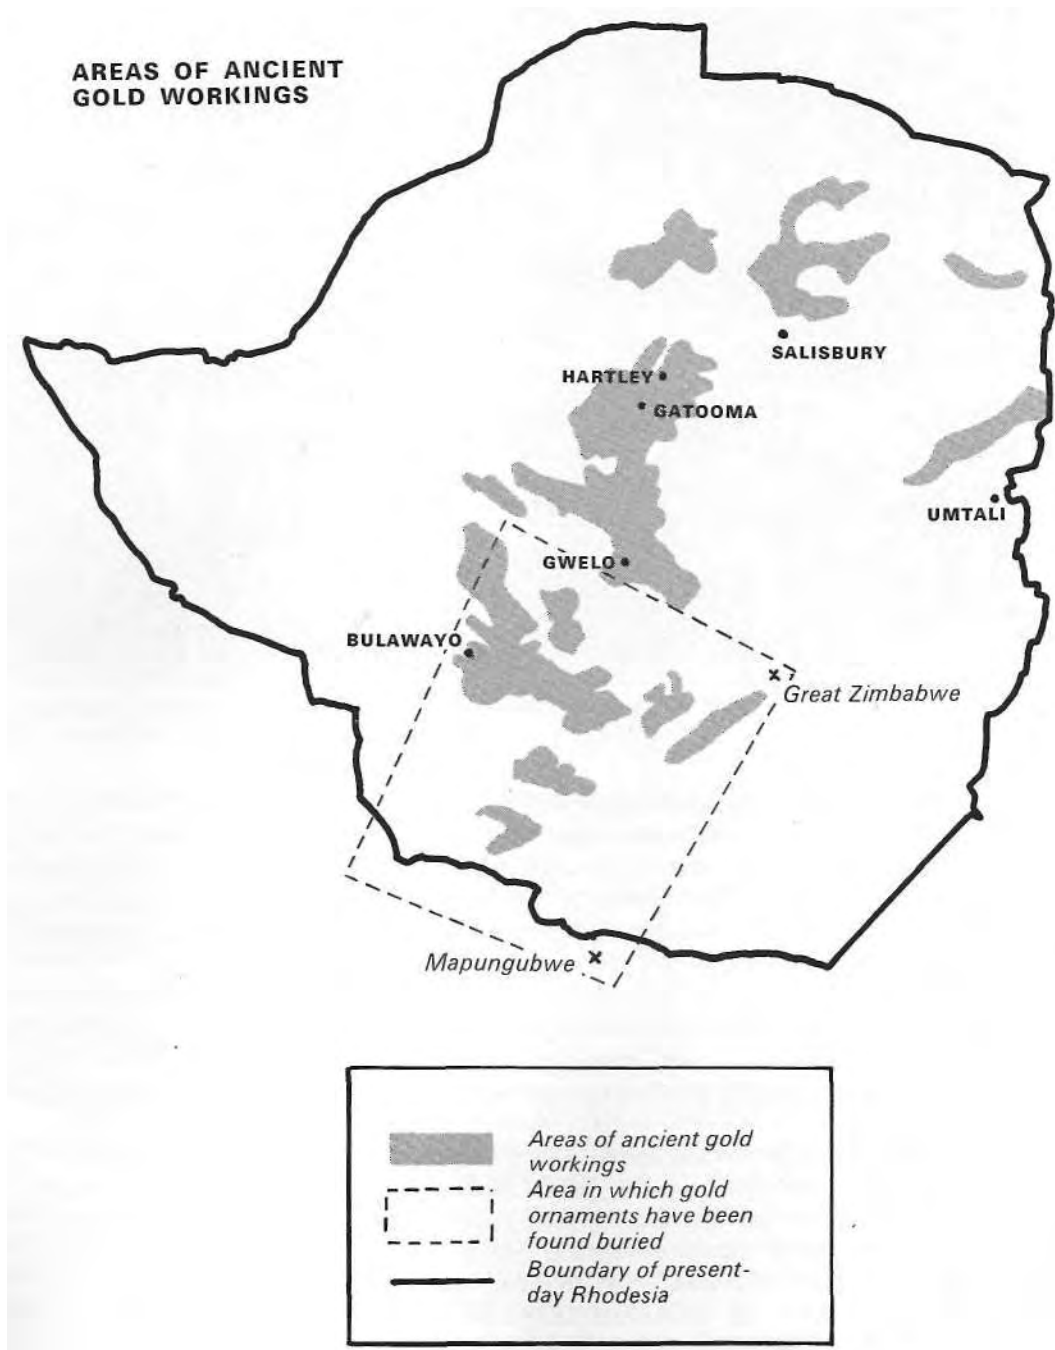 AREAS OF ANCIENT
GOLD WORKINGS
SALISBURY
HARTLEY
GATOOMA
UMTALI
GWELO
BULAWAYO
Great Zimbabwe
Mapungubwe
Areas of ancient gold
workings
Area in which gold
ornaments have been
found buried
Boundary of present-
day Rhodesia